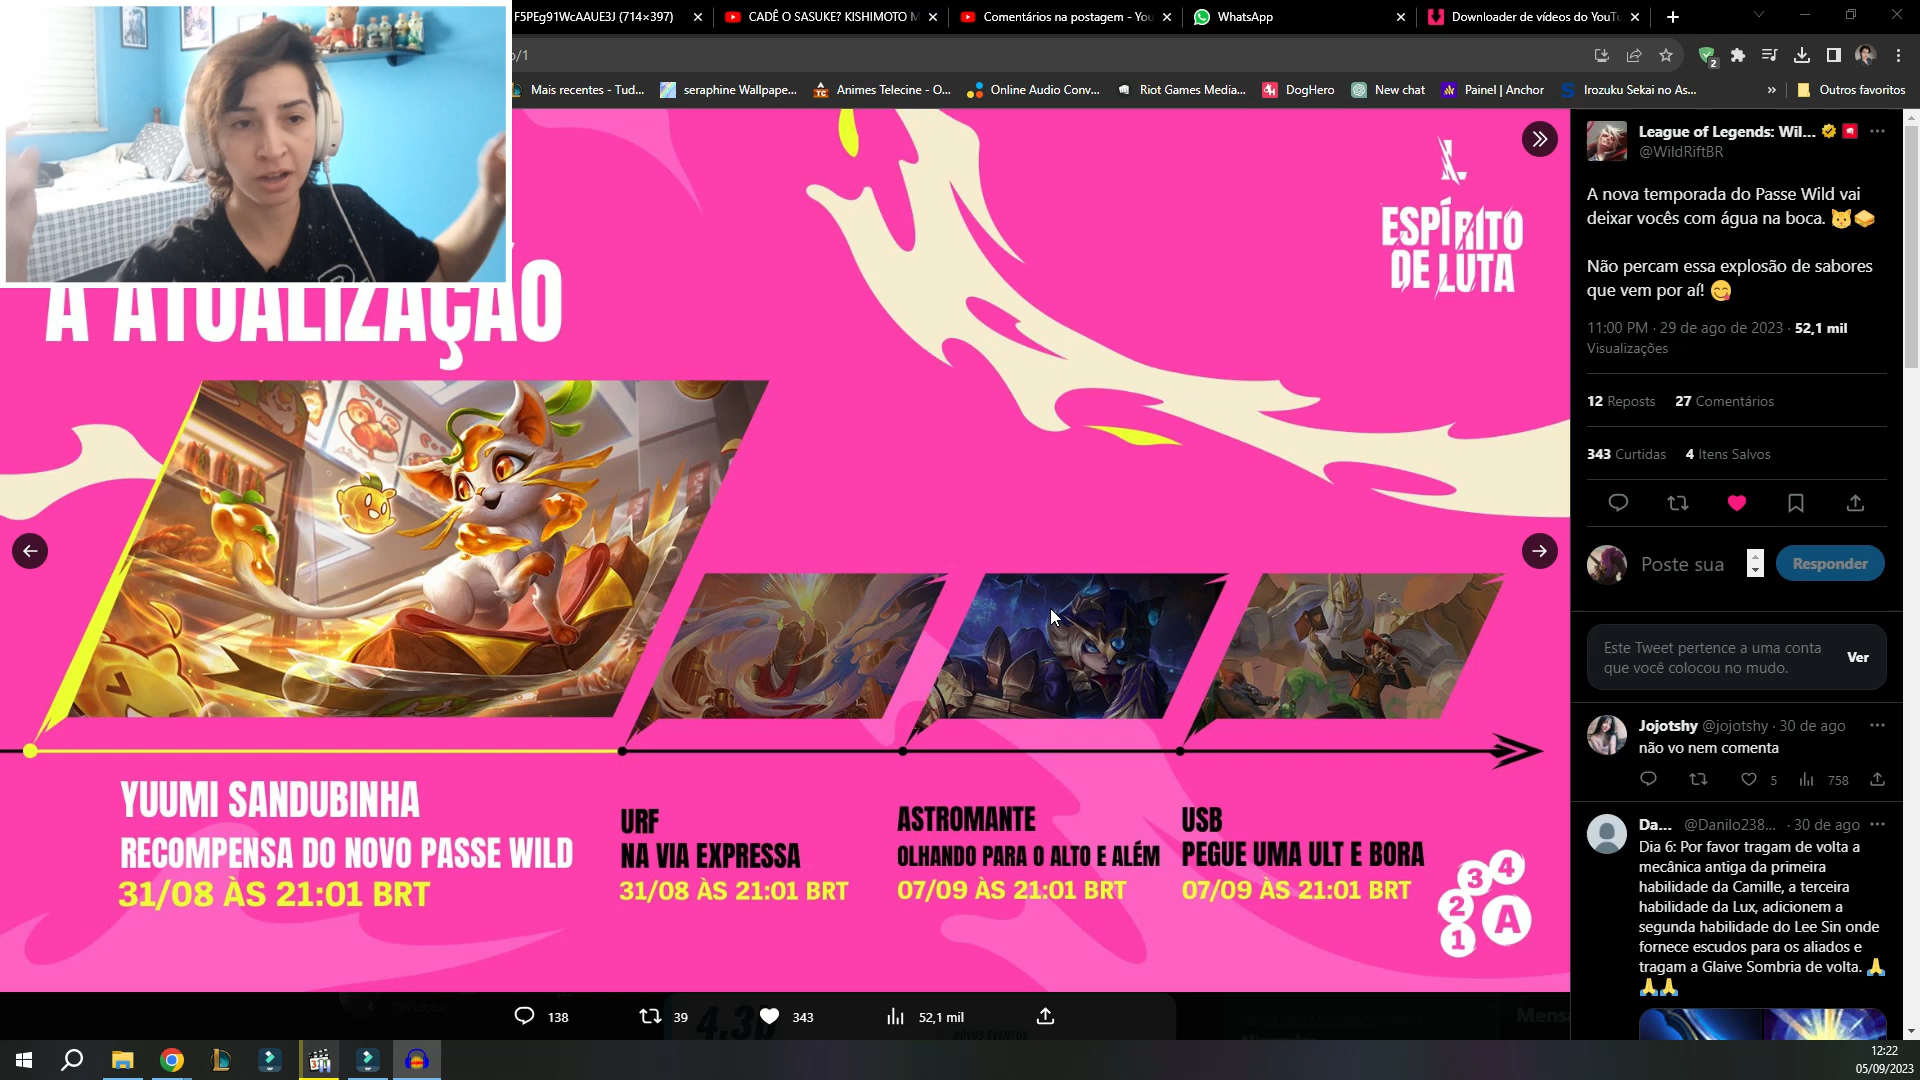 F5PEg91WcAAUE3J (714×397)
CADÊ O SASUKE? KISHIMOTO M
Comentários na postagem - You
WhatsApp
Downloader de vídeos do YouTu
o/1
2
Mais recentes - Tud...
seraphine Wallpape...
Animes Telecine - O...
Online Audio Conv...
Riot Games Media...
DogHero
New chat
Painel | Anchor
Irozuku Sekai no As...
»
Outros favoritos
A ATUALIZAÇÃO
ESPÍRITO
DE LUTA
YUUMI SANDUBINHA
RECOMPENSA DO NOVO PASSE WILD
31/08 ÀS 21:01 BRT
URF
NA VIA EXPRESSA
31/08 ÀS 21:01 BRT
ASTROMANTE
OLHANDO PARA O ALTO E ALÉM
07/09 ÀS 21:01 BRT
USB
PEGUE UMA ULT E BORA
07/09 ÀS 21:01 BRT
1
2
3
4
A
League of Legends: Wil...
@WildRiftBR
A nova temporada do Passe Wild vai
deixar vocês com água na boca. 😺🥪
Não percam essa explosão de sabores
que vem por aí! 😋
11:00 PM · 29 de ago de 2023 · 52,1 mil
Visualizações
12 Reposts 27 Comentários
343 Curtidas 4 Itens Salvos
Poste sua
Responder
Este Tweet pertence a uma conta
que você colocou no mudo.
Ver
Jojotshy @jojotshy · 30 de ago
não vo nem comenta
5
758
Da... @Danilo238... · 30 de ago
Dia 6: Por favor tragam de volta a
mecânica antiga da primeira
habilidade da Camille, a terceira
habilidade da Lux, adicionem a
segunda habilidade do Lee Sin onde
fornece escudos para os aliados e
tragam a Glaive Sombria de volta. 🙏
🙏🙏
138
39
343
52,1 mil
4.3b
NOVOS EVENTOS
Mens
12:22
05/09/2023